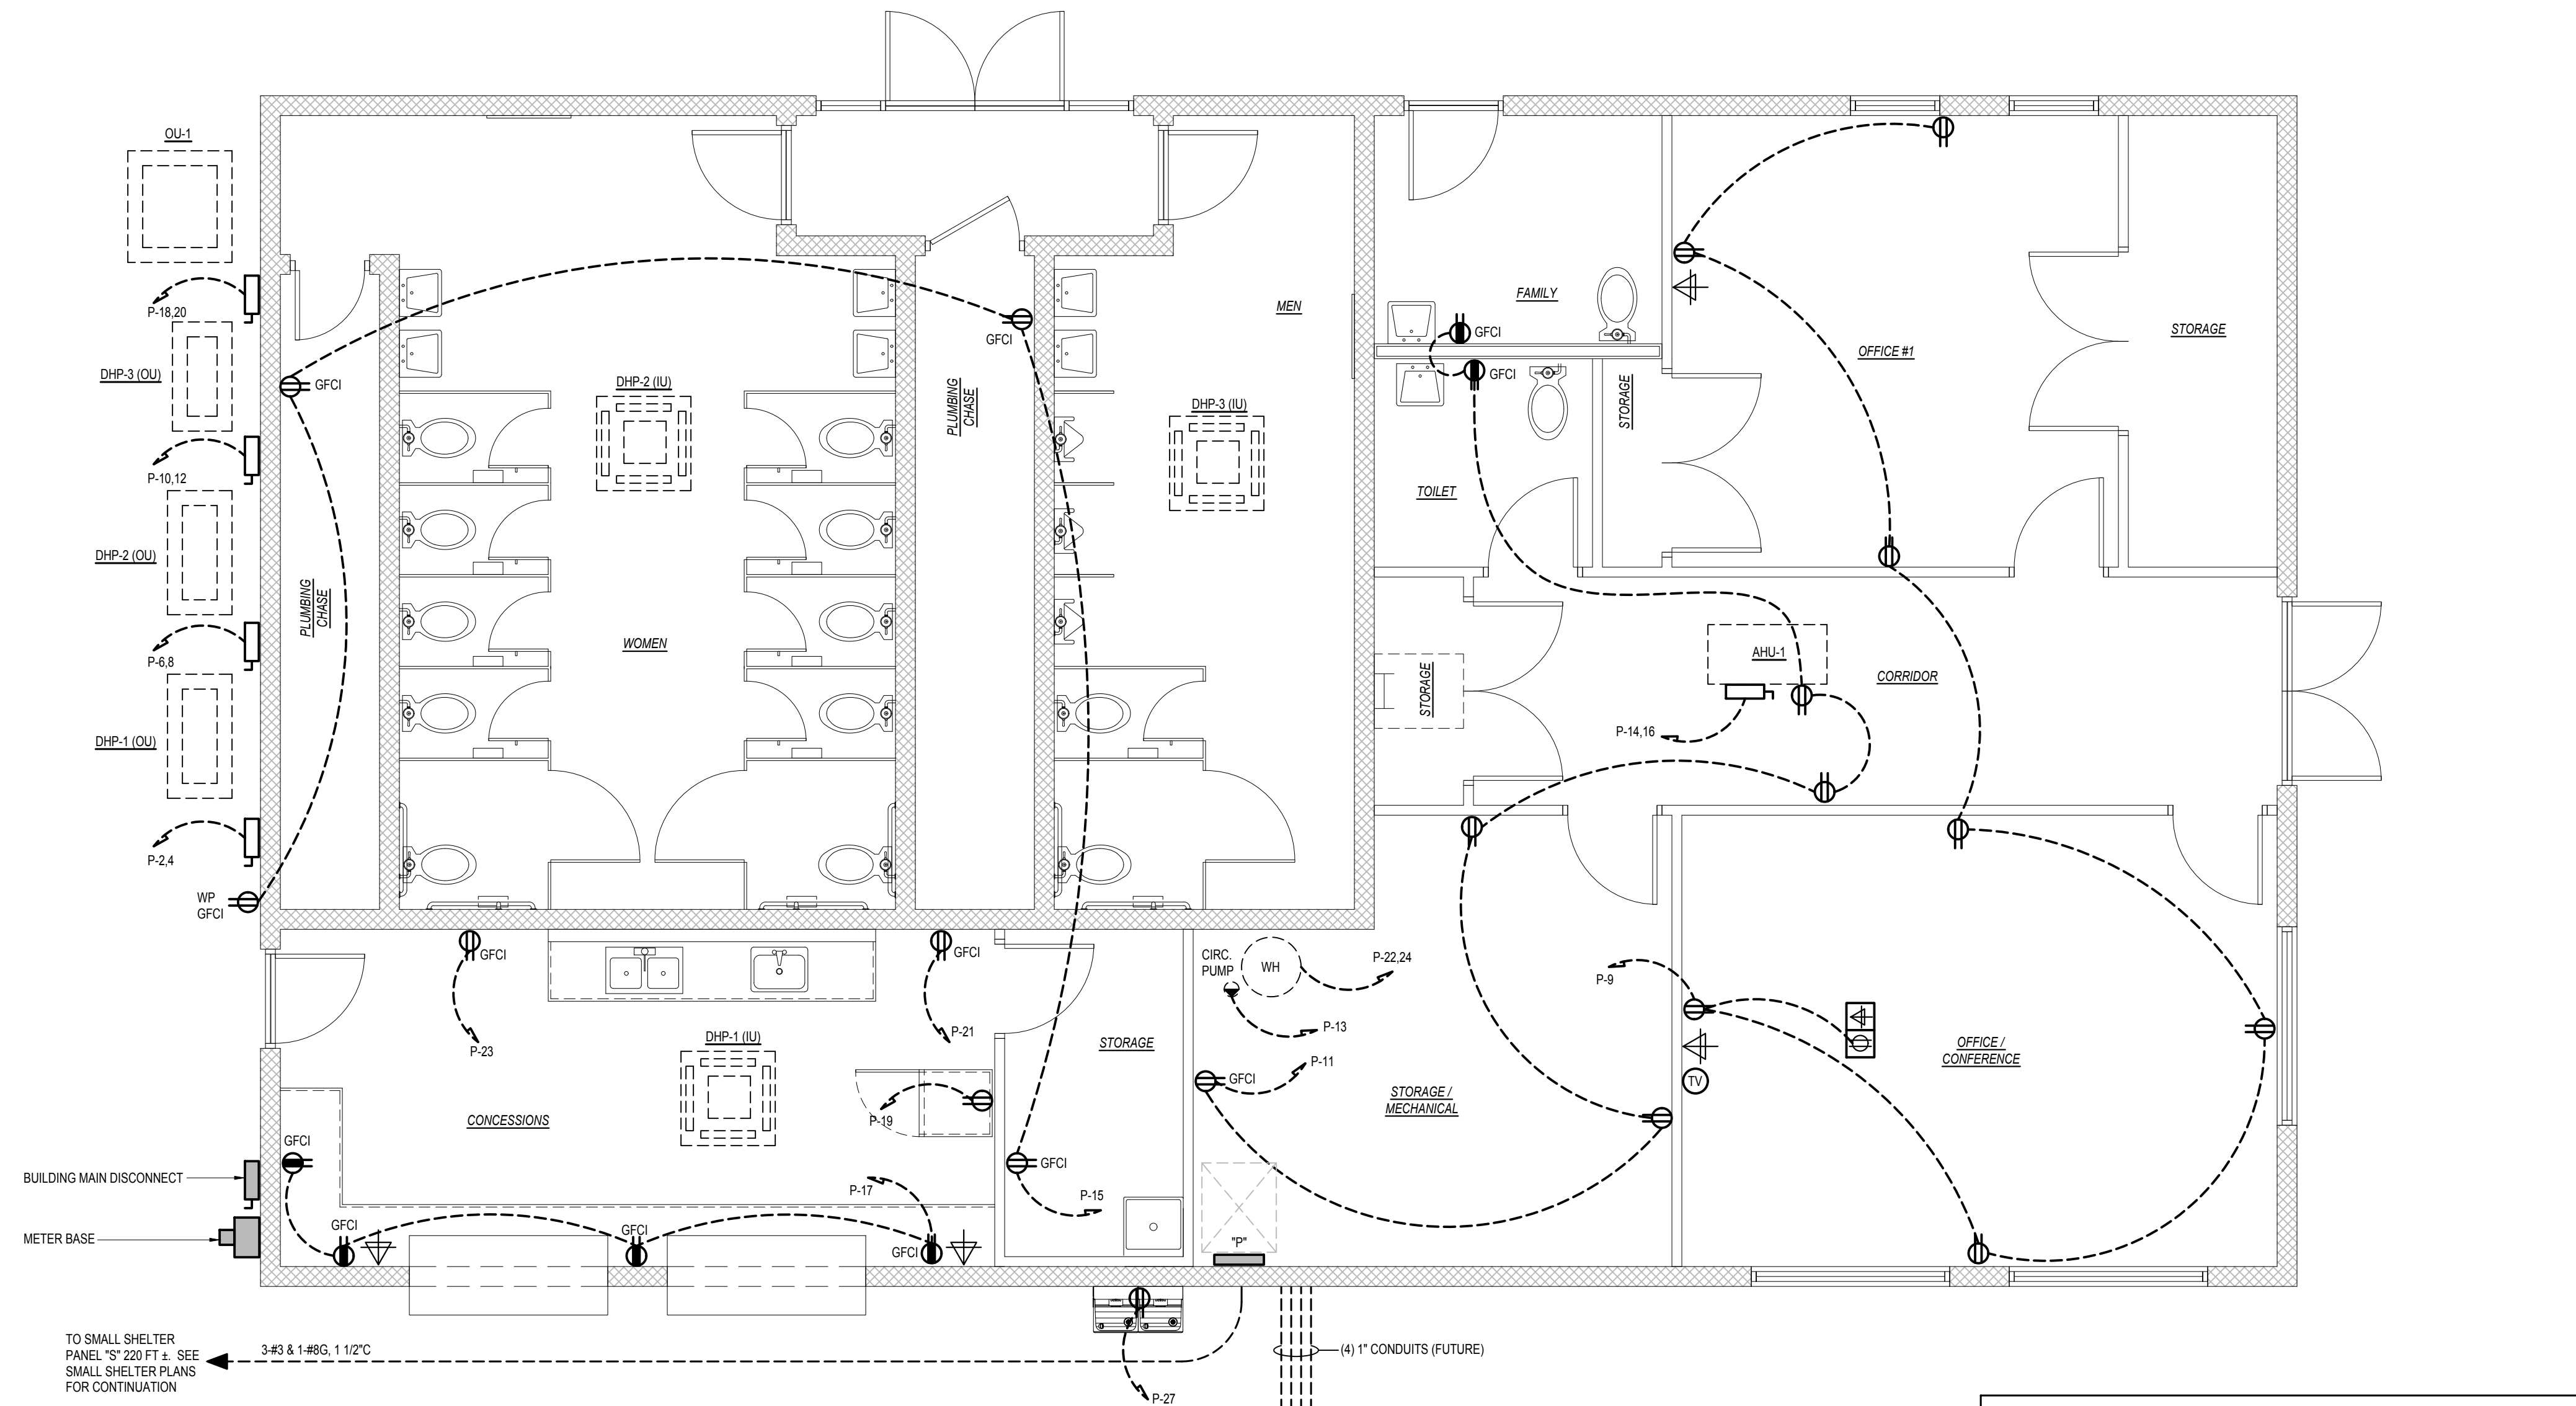 OU-1
P-18,20
DHP-3 (OU)
P-10,12
DHP-2 (OU)
P-6,8
DHP-1 (OU)
P-2,4
WP
GFCI
GFCI
PLUMBING
CHASE
DHP-2 (IU)
WOMEN
GFCI
PLUMBING
CHASE
MEN
DHP-3 (IU)
FAMILY
GFCI
GFCI
TOILET
STORAGE
OFFICE #1
STORAGE
STORAGE
AHU-1
P-14,16
CORRIDOR
GFCI
P-23
GFCI
P-21
DHP-1 (IU)
CONCESSIONS
P-19
GFCI
GFCI
GFCI
GFCI
P-17
STORAGE
GFCI
P-15
CIRC.
PUMP
WH
P-22,24
P-13
GFCI
P-11
STORAGE /
MECHANICAL
"P"
P-9
TV
OFFICE /
CONFERENCE
BUILDING MAIN DISCONNECT
METER BASE
TO SMALL SHELTER
PANEL "S" 220 FT ±. SEE
SMALL SHELTER PLANS
FOR CONTINUATION
3-#3 & 1-#8G, 1 1/2"C
P-27
(4) 1" CONDUITS (FUTURE)